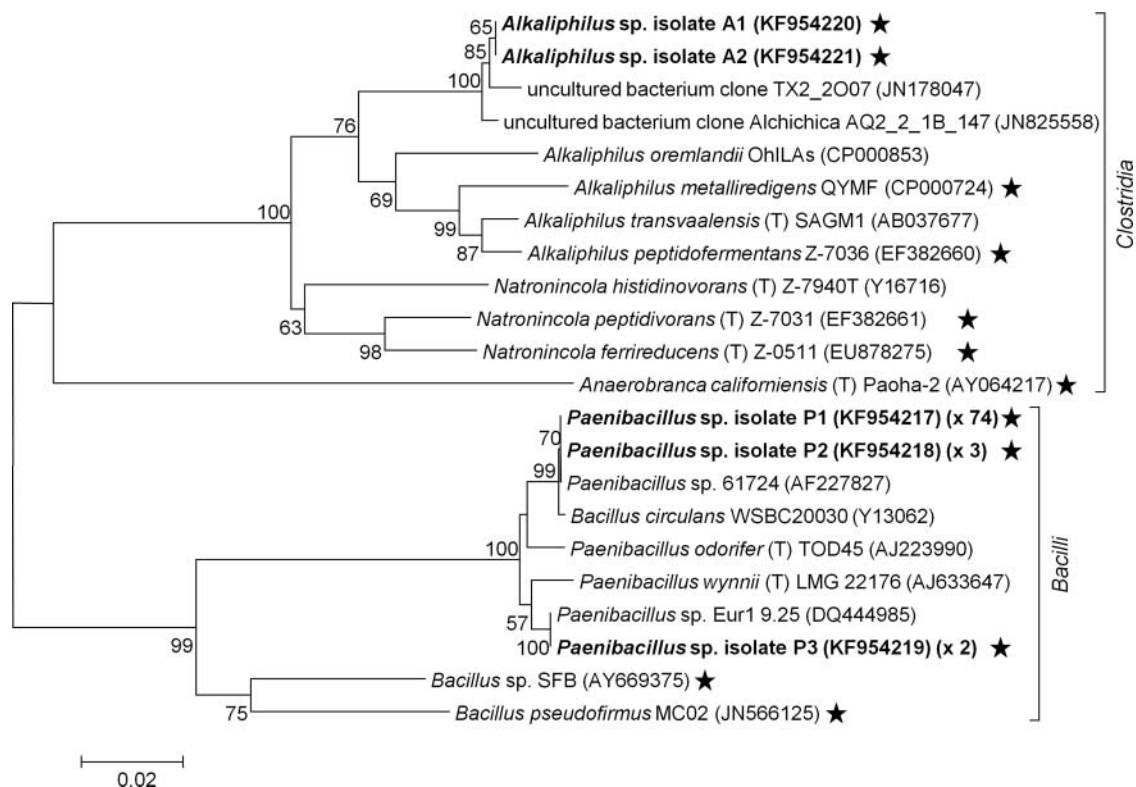 65
Alkaliphilus sp. isolate A1 (KF954220) ★
85
Alkaliphilus sp. isolate A2 (KF954221) ★
100
uncultured bacterium clone TX2_2O07 (JN178047)
76
uncultured bacterium clone Alchichica AQ2_2_1B_147 (JN825558)
Alkaliphilus oremlandii OhILAs (CP000853)
69
Alkaliphilus metalliredigens QYMF (CP000724) ★
100
99
Alkaliphilus transvaalensis (T) SAGM1 (AB037677)
87
Alkaliphilus peptidofermentans Z-7036 (EF382660) ★
Natronincola histidinovorans (T) Z-7940T (Y16716)
63
Natronincola peptidivorans (T) Z-7031 (EF382661) ★
98
Natronincola ferrireducens (T) Z-0511 (EU878275) ★
Anaerobranca californiensis (T) Paoha-2 (AY064217) ★
Clostridia
Paenibacillus sp. isolate P1 (KF954217) (x 74) ★
70
Paenibacillus sp. isolate P2 (KF954218) (x 3) ★
99
Paenibacillus sp. 61724 (AF227827)
Bacillus circulans WSBC20030 (Y13062)
100
Paenibacillus odorifer (T) TOD45 (AJ223990)
Paenibacillus wynnii (T) LMG 22176 (AJ633647)
57
Paenibacillus sp. Eur1 9.25 (DQ444985)
100
Paenibacillus sp. isolate P3 (KF954219) (x 2) ★
99
Bacillus sp. SFB (AY669375) ★
75
Bacillus pseudofirmus MC02 (JN566125) ★
Bacilli
0.02